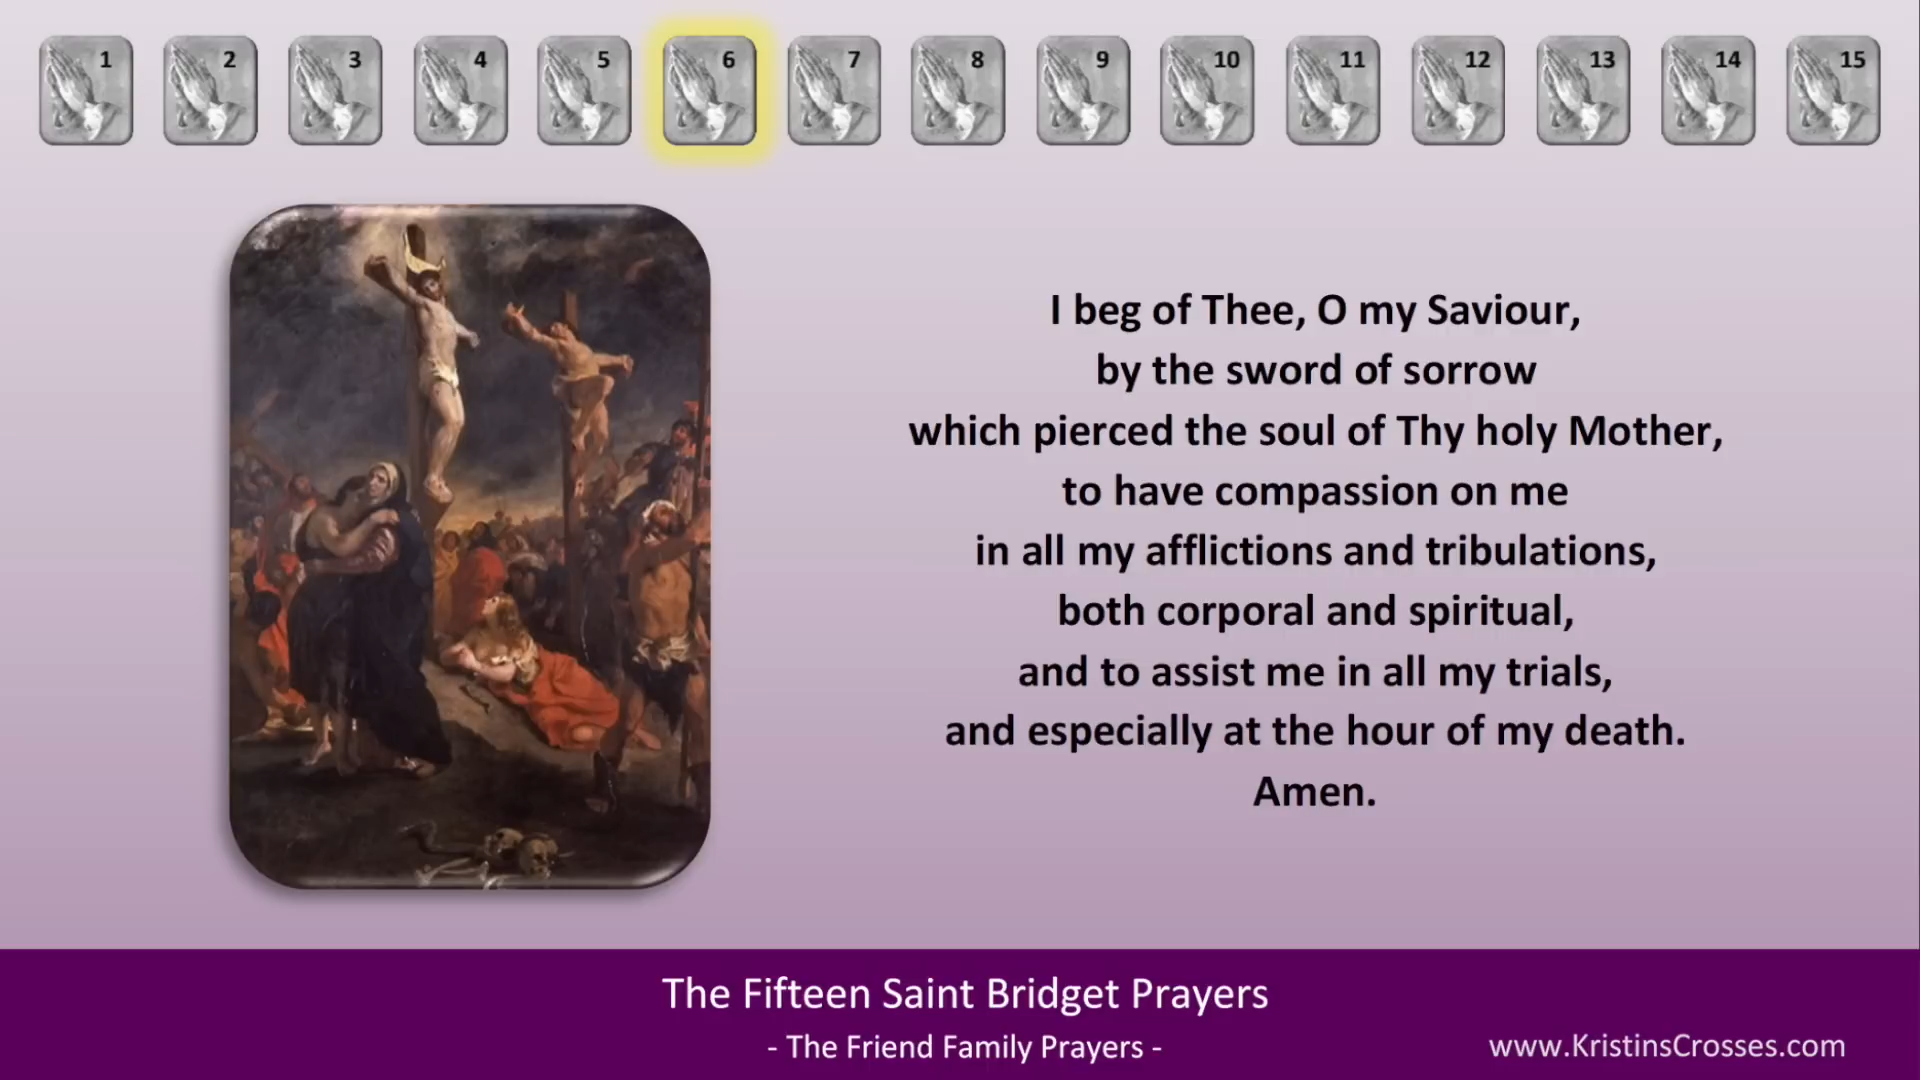 1 2 3 4 5 6 7 8 9 10 11 12 13 14 15
I beg of Thee, O my Saviour,
by the sword of sorrow
which pierced the soul of Thy holy Mother,
to have compassion on me
in all my afflictions and tribulations,
both corporal and spiritual,
and to assist me in all my trials,
and especially at the hour of my death.
Amen.
The Fifteen Saint Bridget Prayers
- The Friend Family Prayers -
www.KristinsCrosses.com